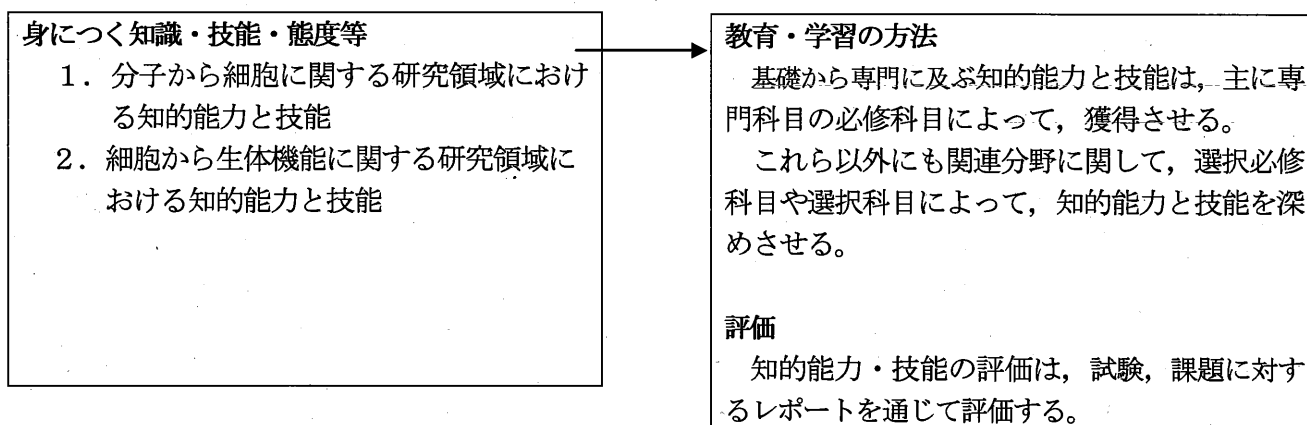 身につく知識・技能・態度等
１．分子から細胞に関する研究領域におけ
る知的能力と技能
２．細胞から生体機能に関する研究領域に
おける知的能力と技能
教育・学習の方法
基礎から専門に及ぶ知的能力と技能は，主に専
門科目の必修科目によって，獲得させる。
これら以外にも関連分野に関して，選択必修
科目や選択科目によって，知的能力と技能を深
めさせる。
評価
知的能力・技能の評価は，試験，課題に対す
るレポートを通じて評価する。